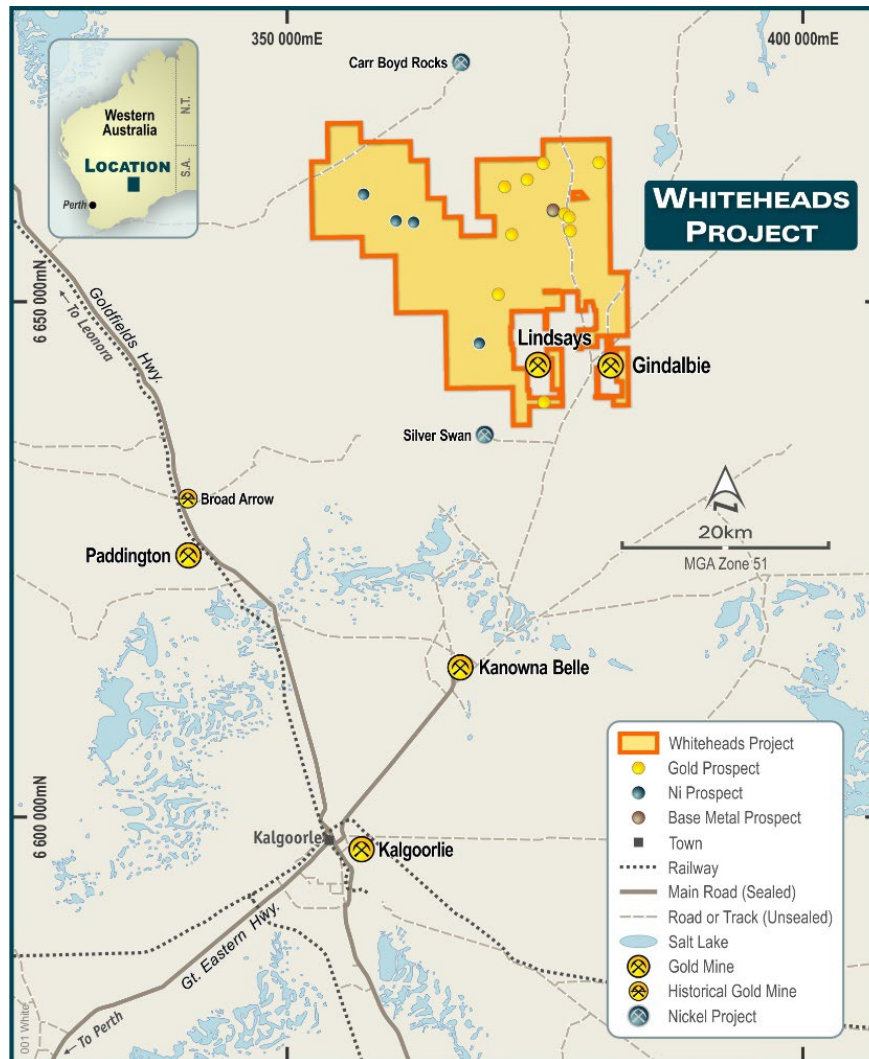 350 000mE
400 000mE
Carr Boyd Rocks
Western
Australia
LOCATION
Perth
N.T.
S.A.
WHITEHEADS
PROJECT
6 650 000mN
Goldfields Hwy.
To Leonora
Lindsays
Gindalbie
Silver Swan
Broad Arrow
Paddington
N
20km
MGA Zone 51
Kanowna Belle
6 600 000mN
Kalgoorle
Kalgoorlie
Gt. Eastern Hwy.
To Perth
001 White
Whiteheads Project
Gold Prospect
Ni Prospect
Base Metal Prospect
Town
Railway
Main Road (Sealed)
Road or Track (Unsealed)
Salt Lake
Gold Mine
Historical Gold Mine
Nickel Project